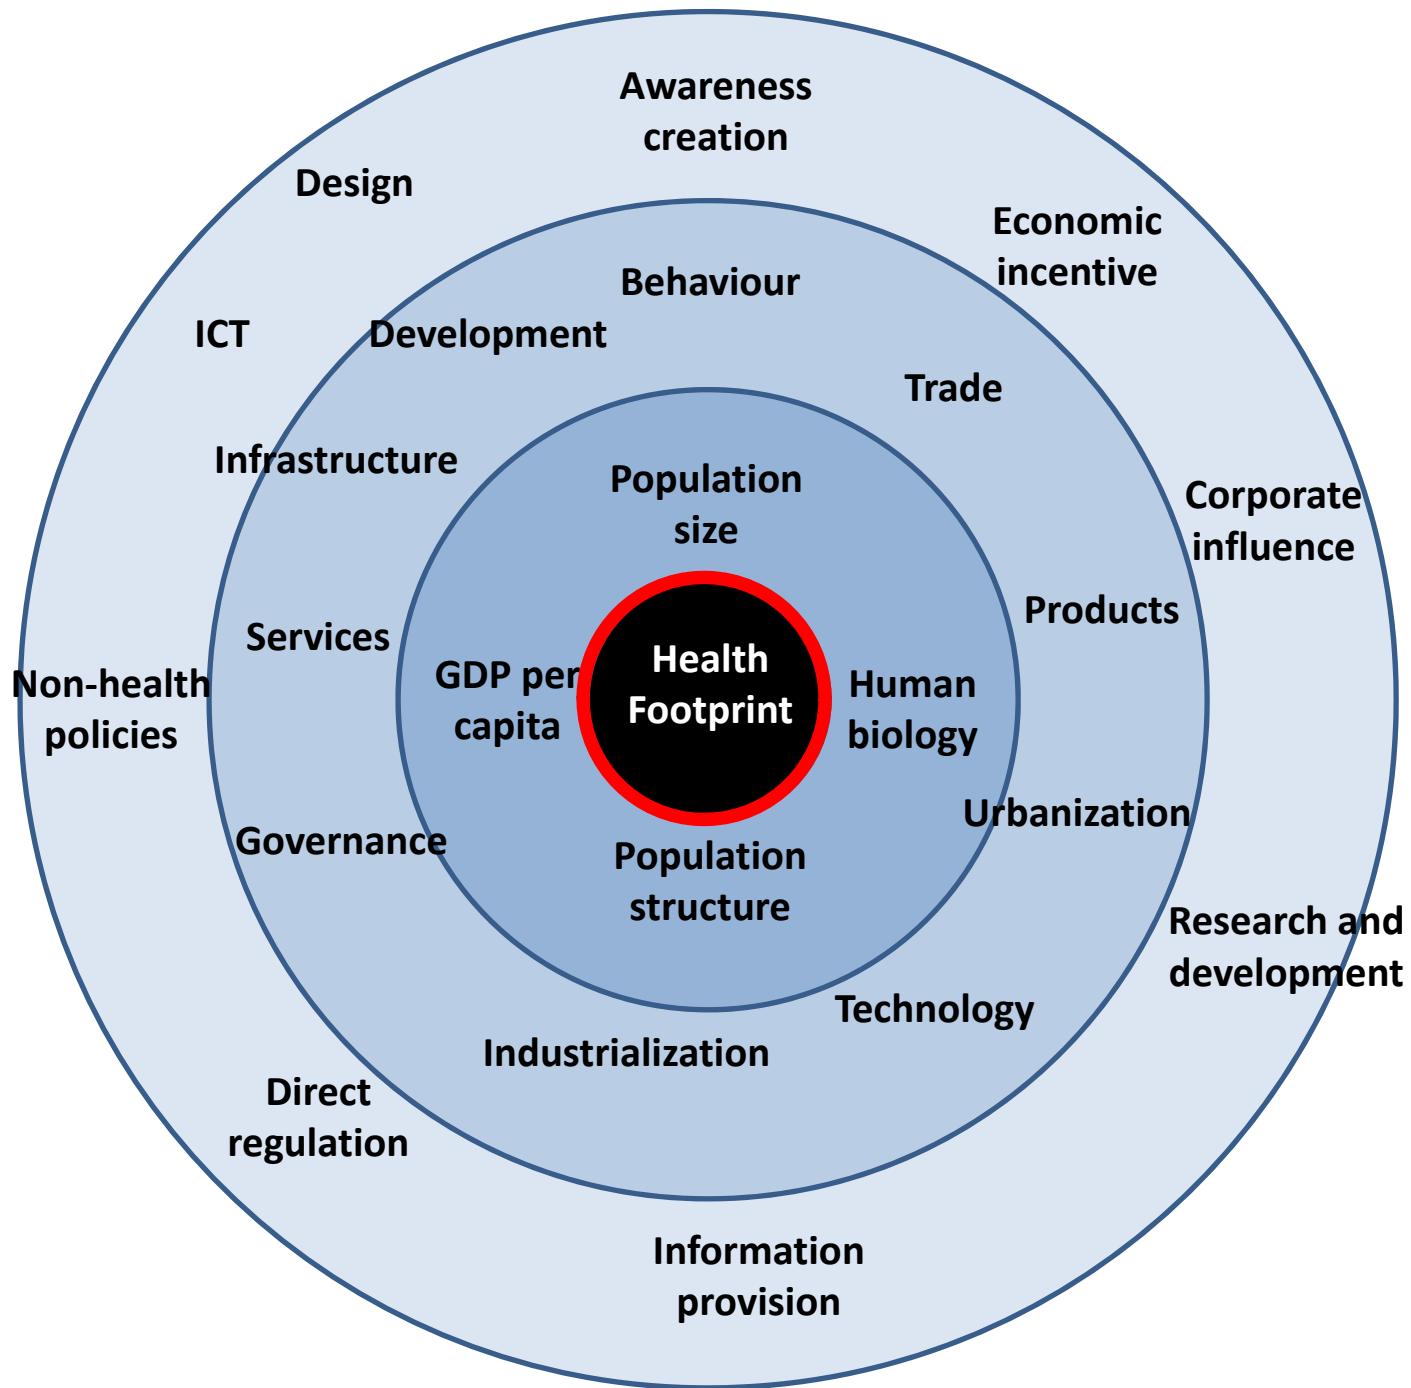 Awareness
creation
Design
Economic
incentive
Behaviour
ICT
Development
Trade
Infrastructure
Population
size
Corporate
influence
Products
Services
Health
Footprint
GDP per
capita
Human
biology
Non-health
policies
Urbanization
Governance
Population
structure
Research and
development
Technology
Industrialization
Direct
regulation
Information
provision